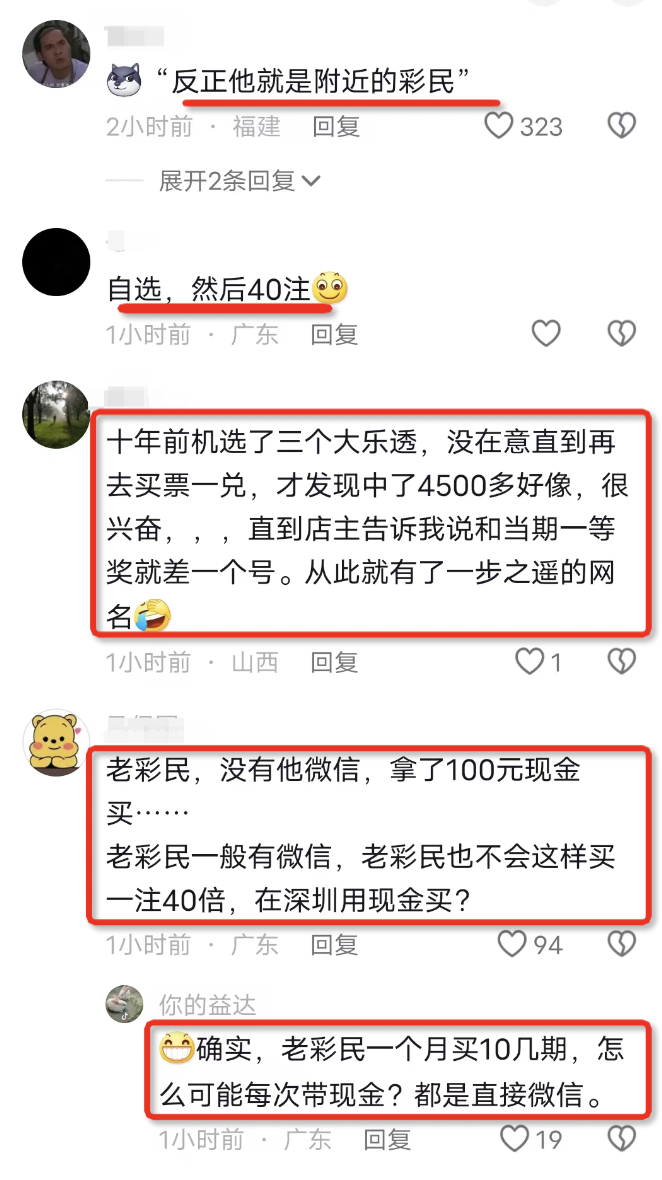 “反正他就是附近的彩民”
2小时前 · 福建 回复 323
展开2条回复
自选，然后40注
1小时前 · 广东 回复
十年前机选了三个大乐透，没在意直到再
去买票一兑，才发现中了4500多好像，很
兴奋，，，直到店主告诉我说和当期一等
奖就差一个号。从此就有了一步之遥的网
名
1小时前 · 山西 回复 1
老彩民，没有他微信，拿了100元现金
买……
老彩民一般有微信，老彩民也不会这样买
一注40倍，在深圳用现金买？
1小时前 · 广东 回复 94
你的益达
确实，老彩民一个月买10几期，怎
么可能每次带现金？都是直接微信。
1小时前 · 广东 回复 19